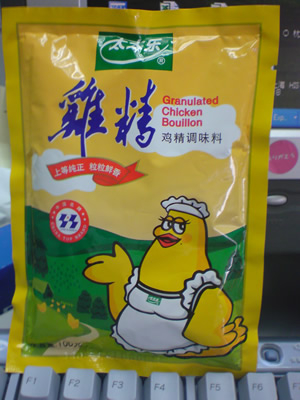 太太乐
®
雞精
Granulated
Chicken
Bouillon
鸡精调味料
上等纯正 粒粒鲜香
F1 F2 F3 F4 F5 F6